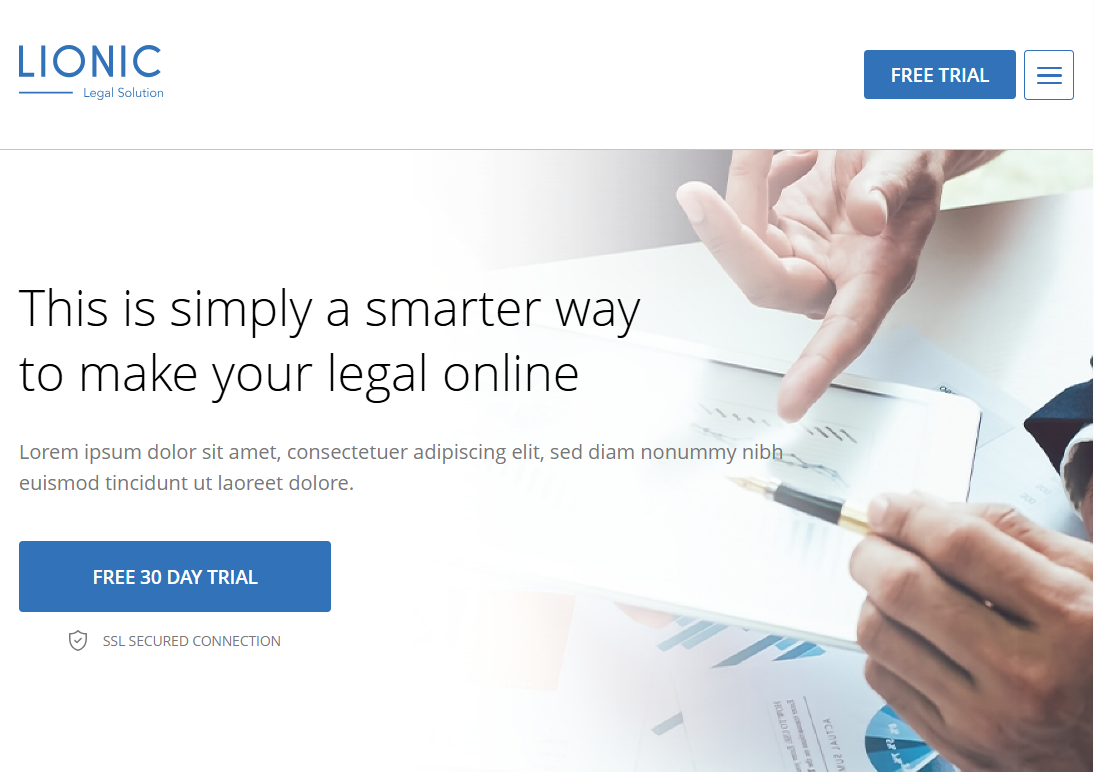 LIONIC
Legal Solution
FREE TRIAL
This is simply a smarter way
to make your legal online
Lorem ipsum dolor sit amet, consectetuer adipiscing elit, sed diam nonummy nibh
euismod tincidunt ut laoreet dolore.
FREE 30 DAY TRIAL
SSL SECURED CONNECTION